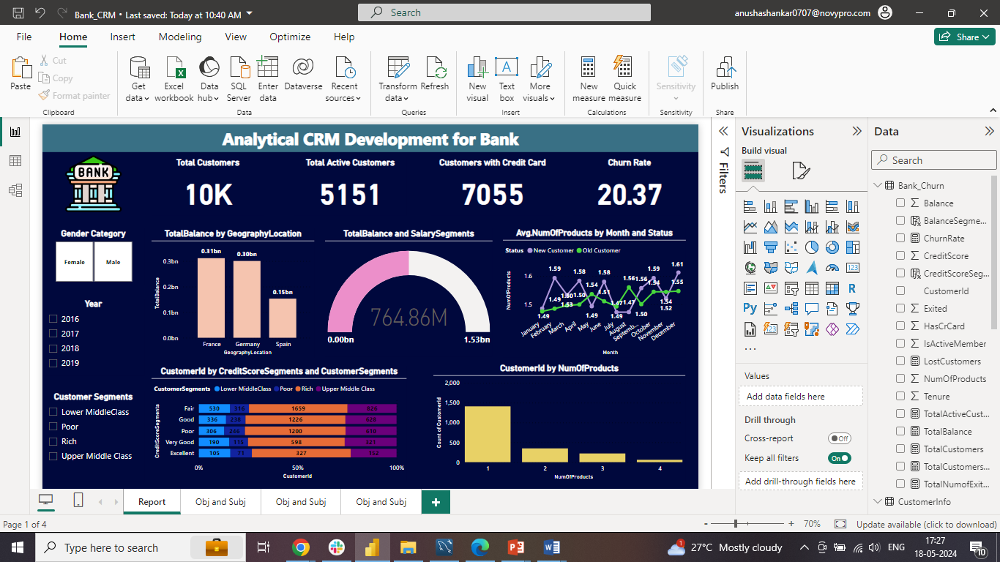 Bank_CRM • Last saved: Today at 10:40 AM
Search
anushashankar0707@novypro.com
File Home Insert Modeling View Optimize Help
Share
Paste
Cut
Copy
Format painter
Clipboard
Get data
Excel workbook
Data hub
SQL Server
Enter data
Dataverse
Recent sources
Data
Transform data
Refresh
Queries
New visual
Text box
More visuals
Insert
New measure
Quick measure
Calculations
Sensitivity
Sensitivity
Publish
Share
Analytical CRM Development for Bank
BANK
Total Customers
10K
Total Active Customers
5151
Customers with Credit Card
7055
Churn Rate
20.37
Gender Category
Female Male
Year
2016
2017
2018
2019
Customer Segments
Lower MiddleClass
Poor
Rich
Upper Middle Class
TotalBalance by GeographyLocation
TotalBalance
0.3bn
0.2bn
0.1bn
0.0bn
0.31bn 0.30bn 0.15bn
France Germany Spain
GeographyLocation
TotalBalance and SalarySegments
764.86M
0.00bn 1.53bn
Avg.NumOfProducts by Month and Status
Status New Customer Old Customer
NumOfProducts
1.6
1.5
1.59 1.58 1.58 1.56 1.56 1.59 1.61
1.49 1.50 1.50 1.54 1.51 1.47 1.47 1.54 1.55
1.49 1.53 1.49 1.49 1.50 1.52 1.54
January February March April May June July August Septemb... October November December
Month
CustomerId by CreditScoreSegments and CustomerSegments
CustomerSegments Lower MiddleClass Poor Rich Upper Middle Class
CreditScoreSegments
Fair 530 316 1659 826
Good 336 238 1226 628
Poor 306 246 1200 610
Very Good 190 115 598 321
Excellent 105 71 327 152
0% 50% 100%
CustomerId
CustomerId by NumOfProducts
Count of CustomerId
2,000
1,500
1,000
500
0
1 2 3 4
NumOfProducts
Filters
Visualizations
Build visual
R
Py
123
...
Values
Add data fields here
Drill through
Cross-report Off
Keep all filters On
Add drill-through fields here
Data
Search
Bank_Churn
Balance
BalanceSegme...
ChurnRate
CreditScore
CreditScoreSeg...
CustomerId
Exited
HasCrCard
IsActiveMember
LostCustomers
NumOfProducts
Tenure
TotalActiveCust...
TotalBalance
TotalCustomers
TotalCustomers...
TotalNumofExit...
CustomerInfo
Report
Obj and Subj
Obj and Subj
Obj and Subj
Page 1 of 4
70%
Update available (click to download)
Type here to search
27°C Mostly cloudy
ENG
17:27
18-05-2024
10